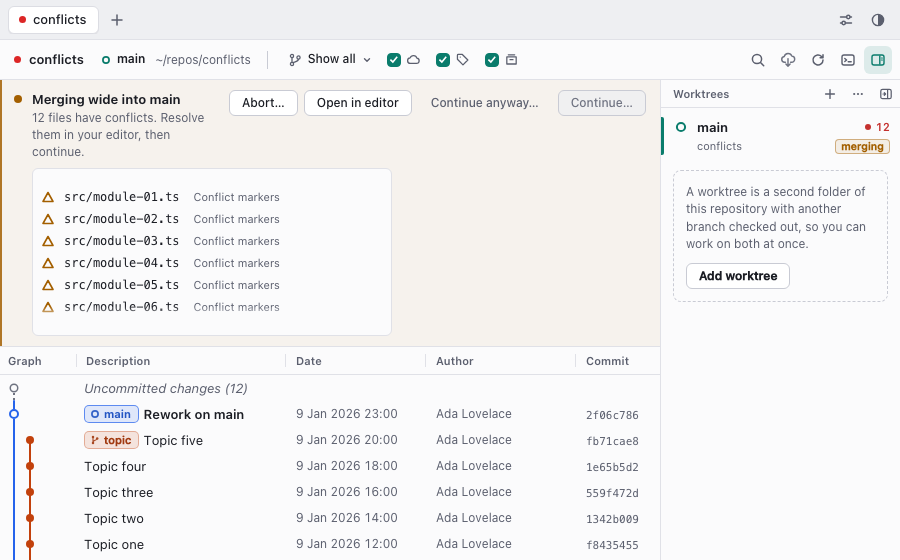 conflicts
conflicts main ~/repos/conflicts Show all
Merging wide into main
12 files have conflicts. Resolve
them in your editor, then
continue.
Abort...
Open in editor
Continue anyway...
Continue...
src/module-01.ts Conflict markers
src/module-02.ts Conflict markers
src/module-03.ts Conflict markers
src/module-04.ts Conflict markers
src/module-05.ts Conflict markers
src/module-06.ts Conflict markers
Graph Description Date Author Commit
Uncommitted changes (12)
main Rework on main 9 Jan 2026 23:00 Ada Lovelace 2f06c786
topic Topic five 9 Jan 2026 20:00 Ada Lovelace fb71cae8
Topic four 9 Jan 2026 18:00 Ada Lovelace 1e65b5d2
Topic three 9 Jan 2026 16:00 Ada Lovelace 559f472d
Topic two 9 Jan 2026 14:00 Ada Lovelace 1342b009
Topic one 9 Jan 2026 12:00 Ada Lovelace f8435455
Worktrees
main 12
conflicts merging
A worktree is a second folder of
this repository with another
branch checked out, so you can
work on both at once.
Add worktree